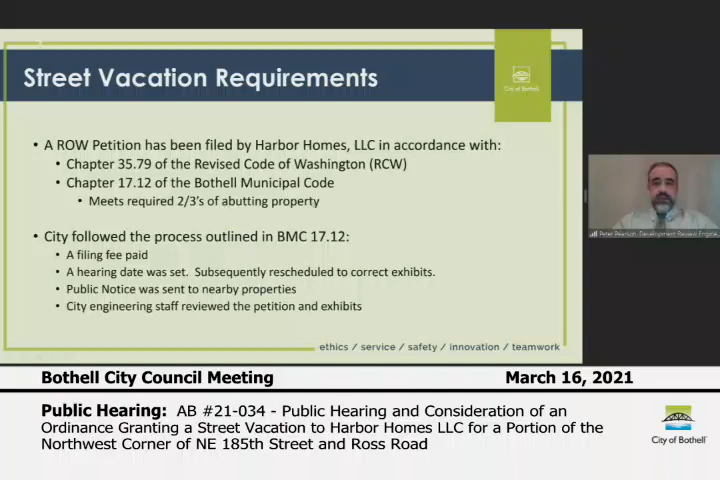 Street Vacation Requirements
City of Bothell
• A ROW Petition has been filed by Harbor Homes, LLC in accordance with:
• Chapter 35.79 of the Revised Code of Washington (RCW)
• Chapter 17.12 of the Bothell Municipal Code
• Meets required 2/3's of abutting property
• City followed the process outlined in BMC 17.12:
• A filing fee paid
• A hearing date was set. Subsequently rescheduled to correct exhibits.
• Public Notice was sent to nearby properties
• City engineering staff reviewed the petition and exhibits
ethics / service / safety / innovation / teamwork
Peter Pearson, Development Review Engine
Bothell City Council Meeting March 16, 2021
Public Hearing: AB #21-034 - Public Hearing and Consideration of an
Ordinance Granting a Street Vacation to Harbor Homes LLC for a Portion of the
Northwest Corner of NE 185th Street and Ross Road
City of Bothell